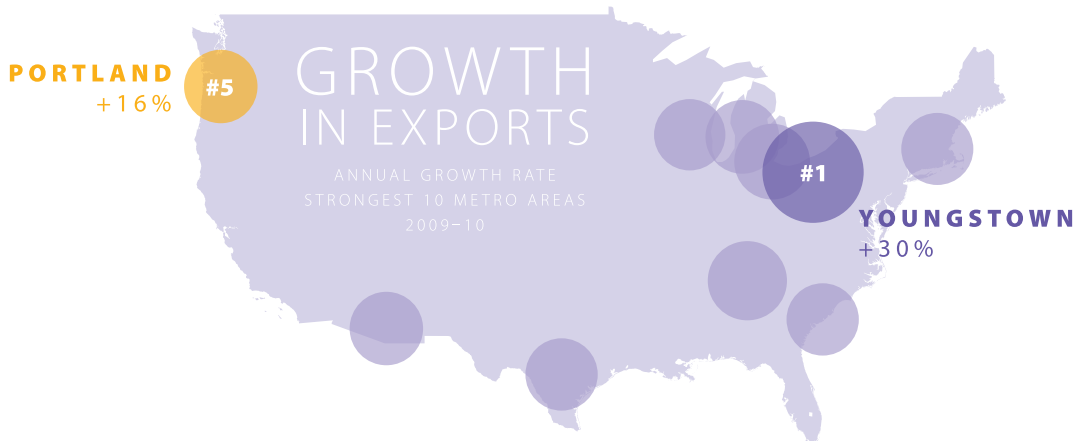 GROWTH
IN EXPORTS
ANNUAL GROWTH RATE
STRONGEST 10 METRO AREAS
2009–10
PORTLAND
+16%
#5
#1
YOUNGSTOWN
+30%